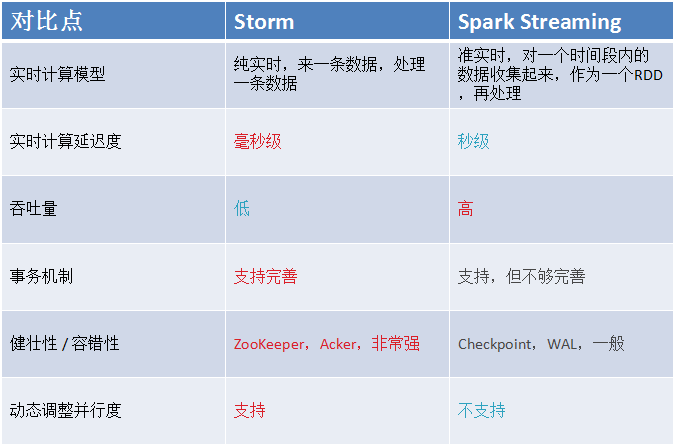 对比点 Storm Spark Streaming
实时计算模型 纯实时，来一条数据，处理
一条数据 准实时，对一个时间段内的
数据收集起来，作为一个RDD
，再处理
实时计算延迟度 毫秒级 秒级
吞吐量 低 高
事务机制 支持完善 支持，但不够完善
健壮性 / 容错性 ZooKeeper，Acker，非常强 Checkpoint，WAL，一般
动态调整并行度 支持 不支持